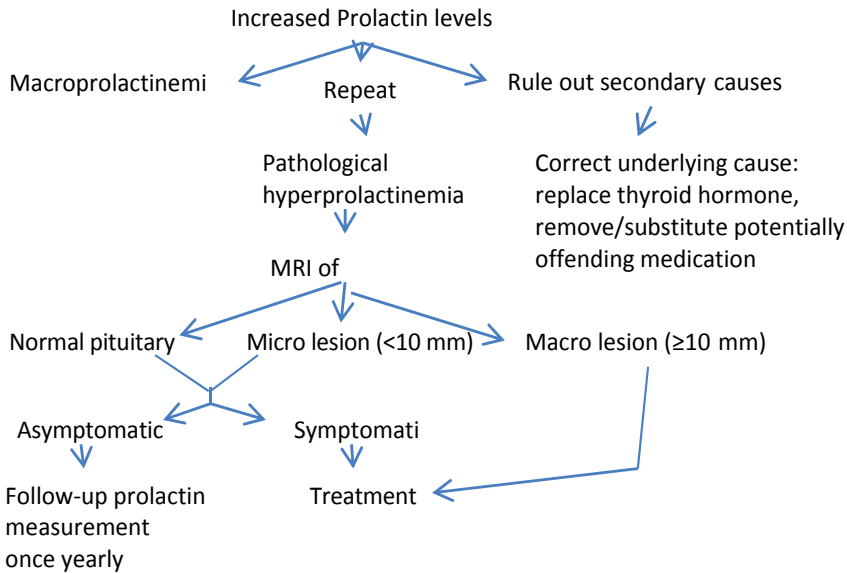 Increased Prolactin levels
Macroprolactinemi
Repeat
Rule out secondary causes
Pathological
hyperprolactinemia
Correct underlying cause:
replace thyroid hormone,
remove/substitute potentially
offending medication
MRI of
Normal pituitary
Micro lesion (<10 mm)
Macro lesion (≥10 mm)
Asymptomatic
Symptomati
Follow-up prolactin
measurement
once yearly
Treatment